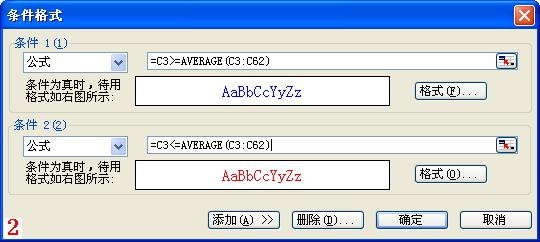 条件格式
条件 1(1)
公式
=C3>=AVERAGE(C3:C62)
条件为真时，待用
格式如右图所示:
AaBbCcYyZz
格式(F)...
条件 2(2)
公式
=C3<=AVERAGE(C3:C62)
条件为真时，待用
格式如右图所示:
AaBbCcYyZz
格式(O)...
2
添加(A) >>
删除(D)...
确定
取消